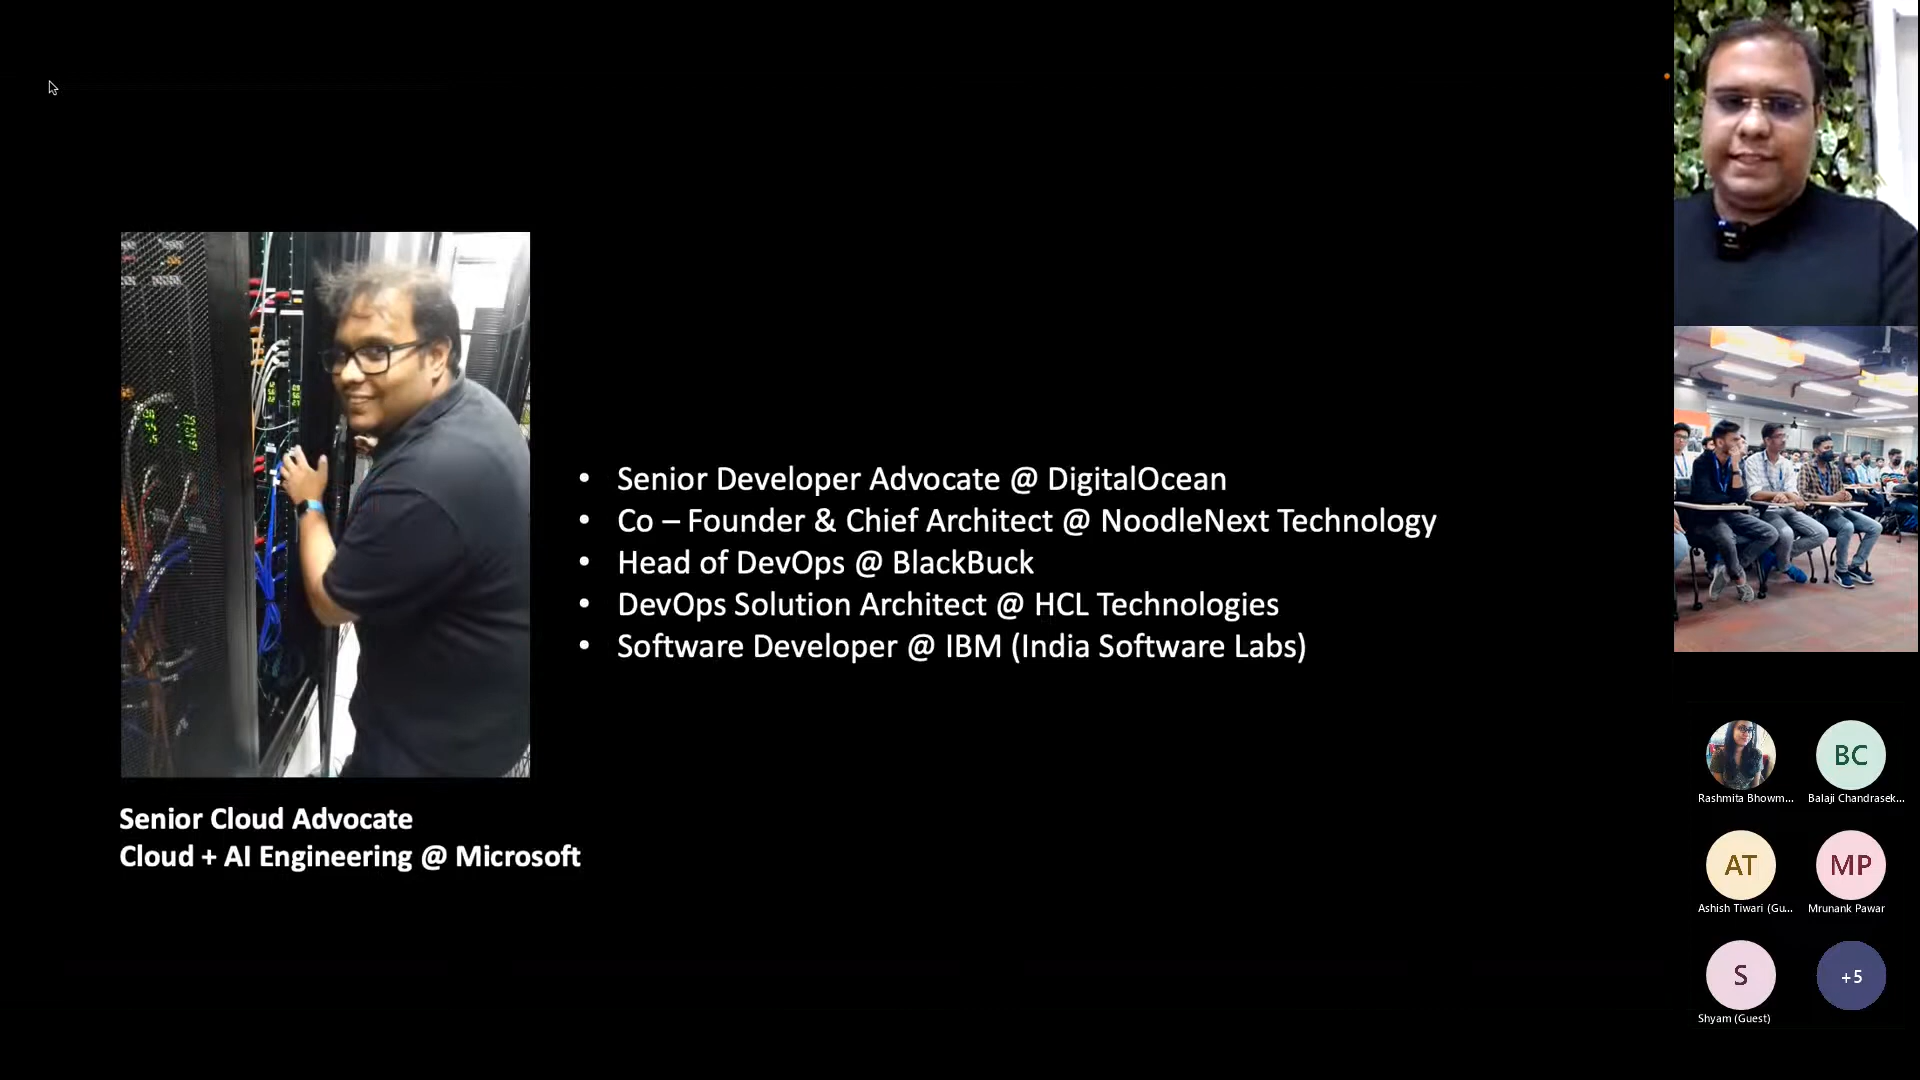 • Senior Developer Advocate @ DigitalOcean
• Co – Founder & Chief Architect @ NoodleNext Technology
• Head of DevOps @ BlackBuck
• DevOps Solution Architect @ HCL Technologies
• Software Developer @ IBM (India Software Labs)
Senior Cloud Advocate
Cloud + AI Engineering @ Microsoft
Rashmita Bhowm...
BC
Balaji Chandrasek...
AT
Ashish Tiwari (Gu...
MP
Mrunank Pawar
S
Shyam (Guest)
+5